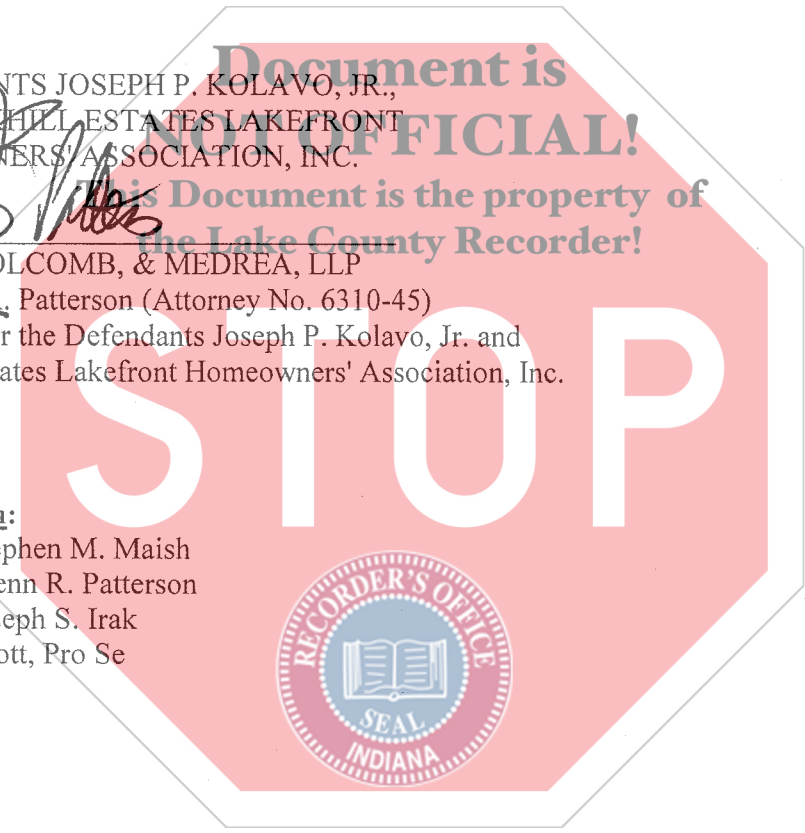 Document is
NTS JOSEPH P. KOLAVO, JR.,
HILL ESTATES LAKEFRONT
NOT OFFICIAL!
NERS' ASSOCIATION, INC.
This Document is the property of
the Lake County Recorder!
OLCOMB, & MEDREA, LLP
Patterson (Attorney No. 6310-45)
r the Defendants Joseph P. Kolavo, Jr. and
ates Lakefront Homeowners' Association, Inc.
STOP
ephen M. Maish
enn R. Patterson
seph S. Irak
ott, Pro Se
RECORDER'S OFFICE
SEAL
INDIANA